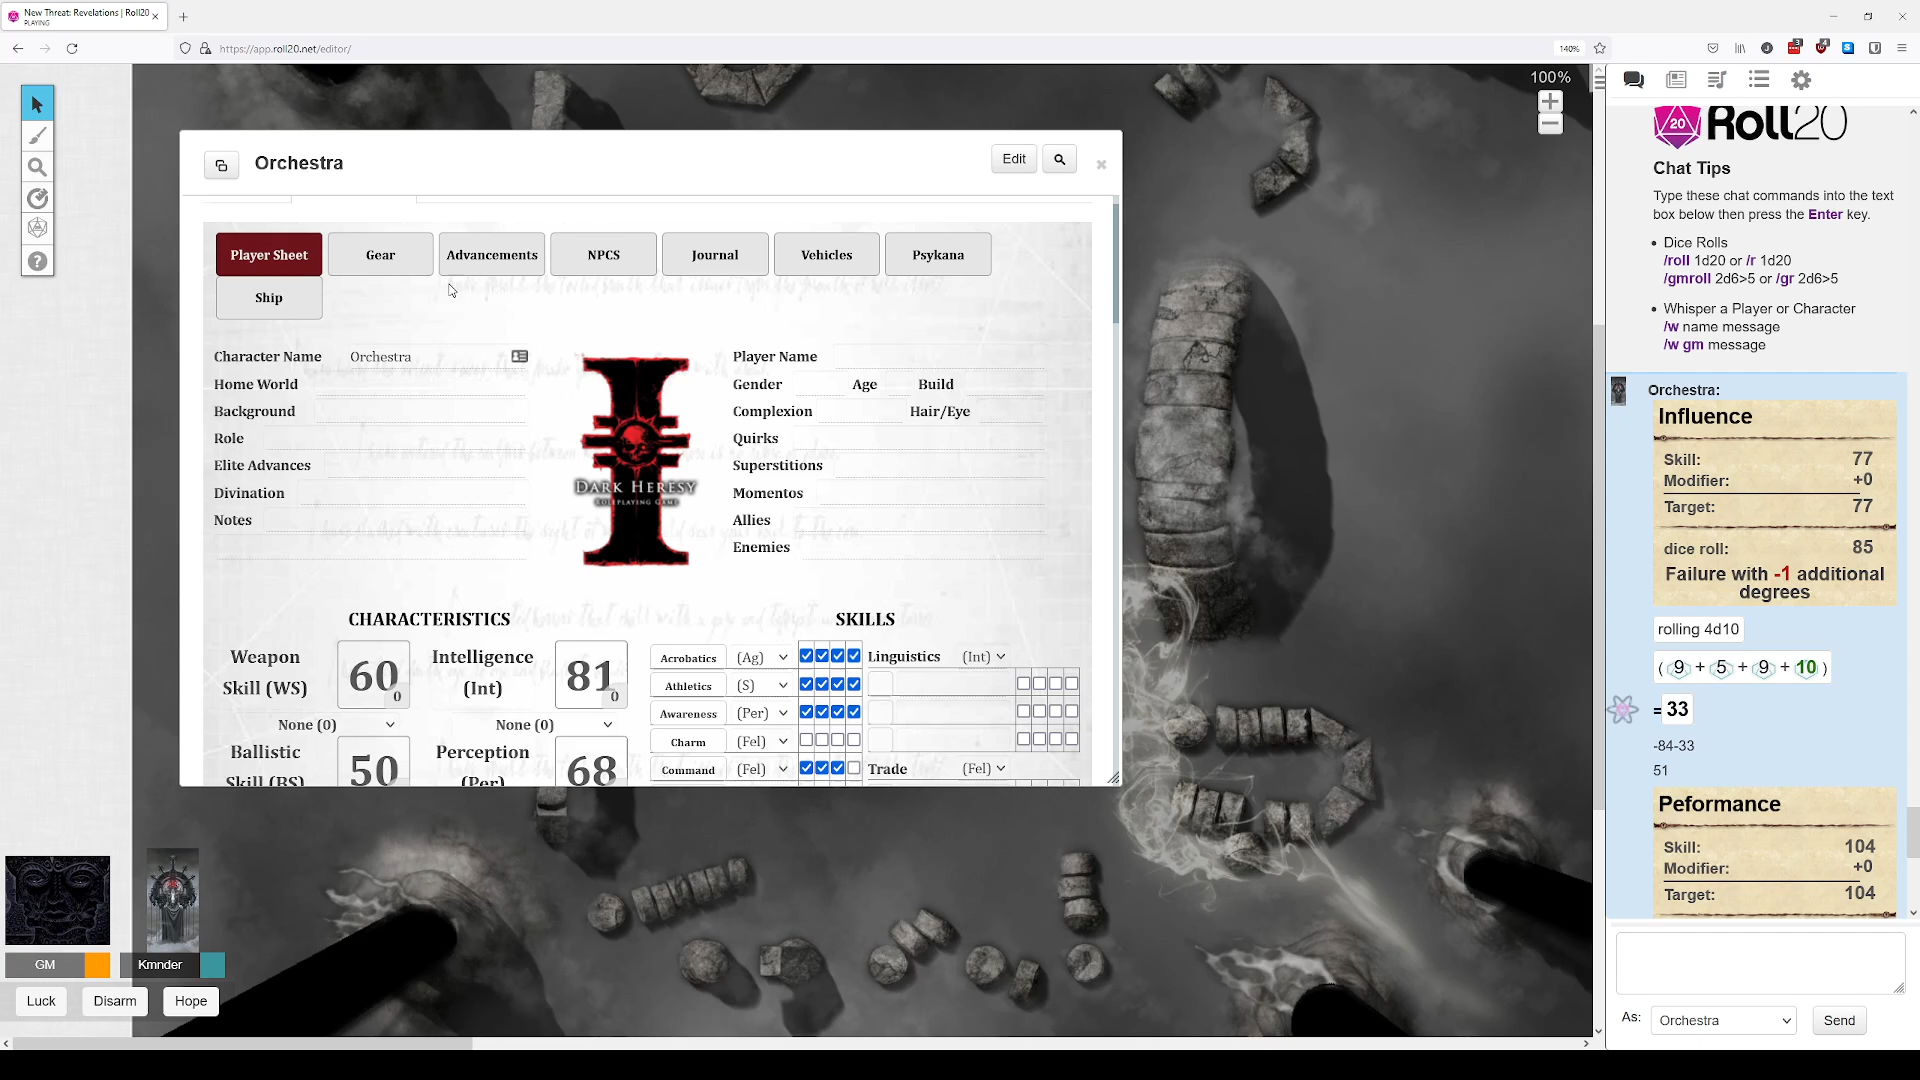 New Threat: Revelations | Roll20
PLAYING
https://app.roll20.net/editor/
140%
3
4
100%
Orchestra
Edit
Player Sheet
Gear
Advancements
NPCS
Journal
Vehicles
Psykana
Ship
Character Name Orchestra
Home World
Background
Role
Elite Advances
Divination
Notes
DARK HERESY
ROLEPLAYING GAME
Player Name
Gender Age Build
Complexion Hair/Eye
Quirks
Superstitions
Momentos
Allies
Enemies
CHARACTERISTICS
Weapon Skill (WS) 60 0
None (0)
Intelligence (Int) 81 0
None (0)
Ballistic Skill (BS) 50
Perception (Per) 68
SKILLS
Acrobatics (Ag)
Athletics (S)
Awareness (Per)
Charm (Fel)
Command (Fel)
Linguistics (Int)
Trade (Fel)
GM
Kmnder
Luck
Disarm
Hope
20 Roll20
Chat Tips
Type these chat commands into the text
box below then press the Enter key.
• Dice Rolls
/roll 1d20 or /r 1d20
/gmroll 2d6>5 or /gr 2d6>5
• Whisper a Player or Character
/w name message
/w gm message
Orchestra:
Influence
Skill: 77
Modifier: +0
Target: 77
dice roll: 85
Failure with -1 additional
degrees
rolling 4d10
( 9 + 5 + 9 + 10 )
= 33
-84-33
51
Peformance
Skill: 104
Modifier: +0
Target: 104
As: Orchestra
Send